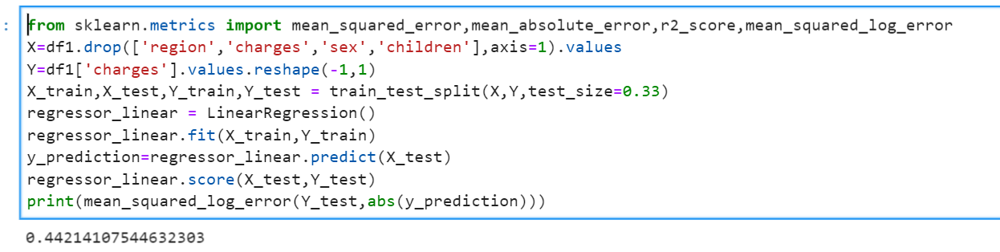 :
from sklearn.metrics import mean_squared_error,mean_absolute_error,r2_score,mean_squared_log_error
X=df1.drop(['region','charges','sex','children'],axis=1).values
Y=df1['charges'].values.reshape(-1,1)
X_train,X_test,Y_train,Y_test = train_test_split(X,Y,test_size=0.33)
regressor_linear = LinearRegression()
regressor_linear.fit(X_train,Y_train)
y_prediction=regressor_linear.predict(X_test)
regressor_linear.score(X_test,Y_test)
print(mean_squared_log_error(Y_test,abs(y_prediction)))
0.44214107544632303